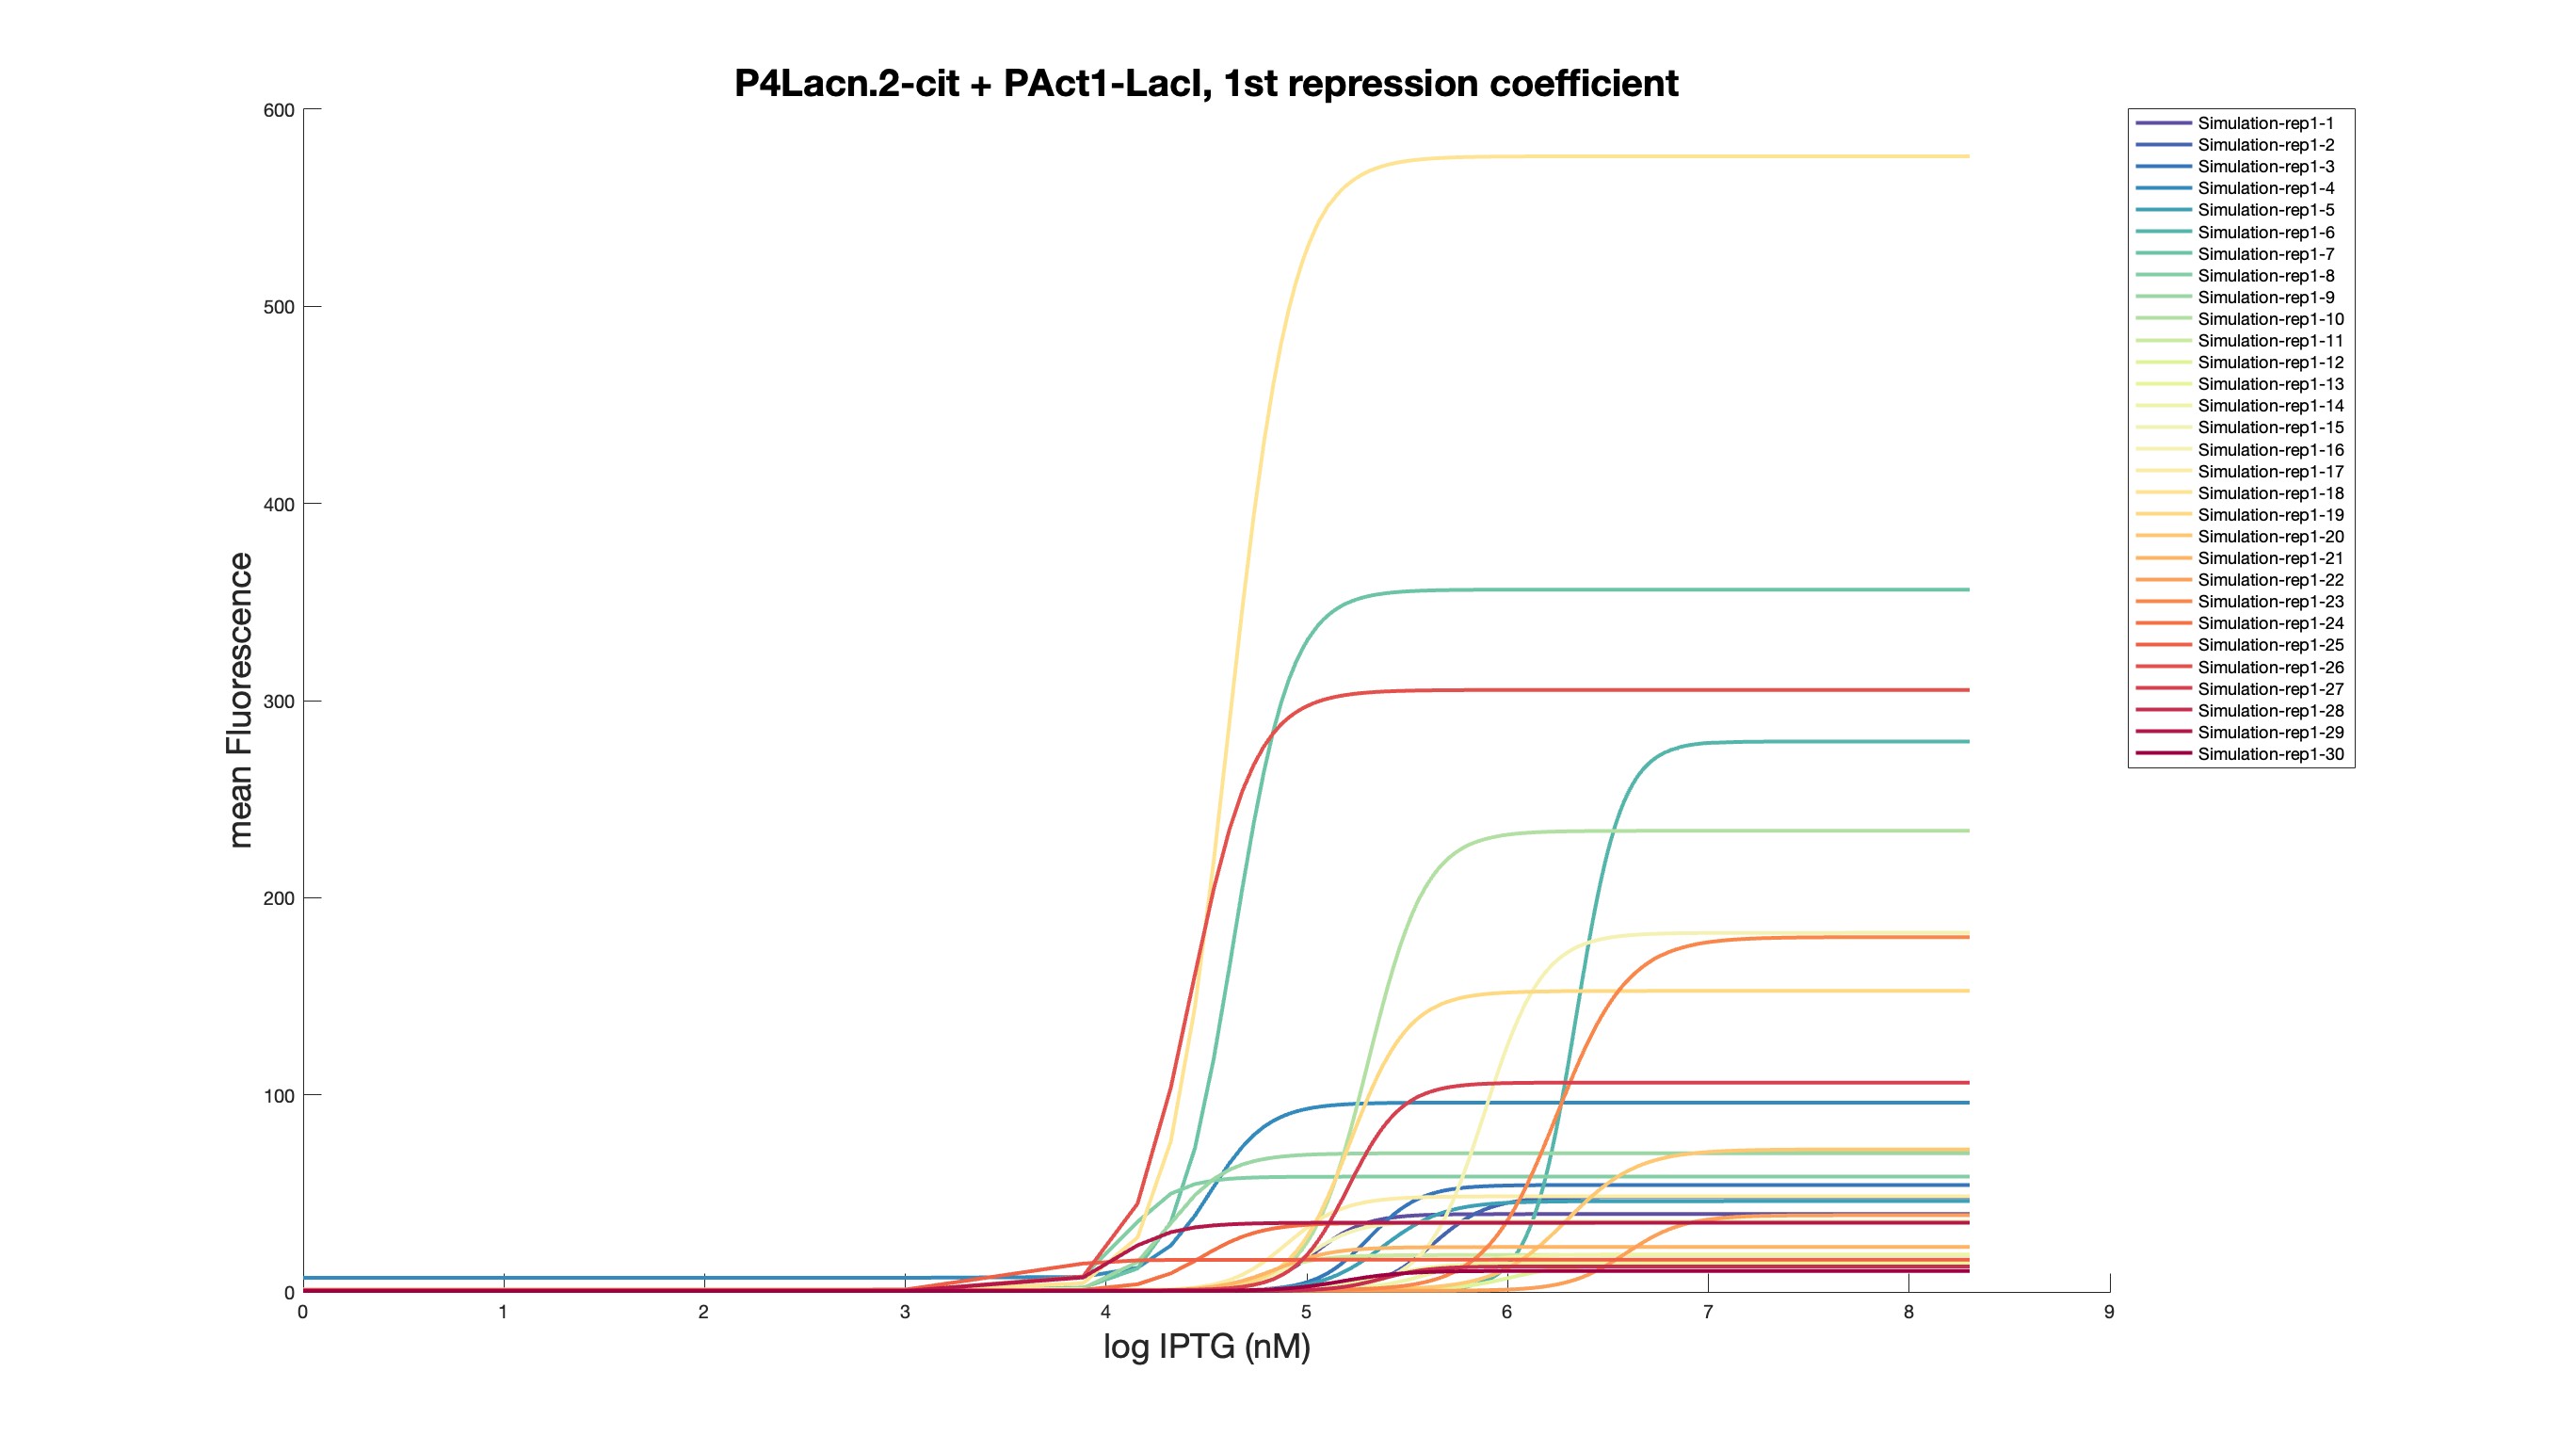 P4Lacn.2-cit + PAct1-LacI, 1st repression coefficient
600
500
400
300
200
100
0
mean Fluorescence
0 1 2 3 4 5 6 7 8 9
log IPTG (nM)
Simulation-rep1-1
Simulation-rep1-2
Simulation-rep1-3
Simulation-rep1-4
Simulation-rep1-5
Simulation-rep1-6
Simulation-rep1-7
Simulation-rep1-8
Simulation-rep1-9
Simulation-rep1-10
Simulation-rep1-11
Simulation-rep1-12
Simulation-rep1-13
Simulation-rep1-14
Simulation-rep1-15
Simulation-rep1-16
Simulation-rep1-17
Simulation-rep1-18
Simulation-rep1-19
Simulation-rep1-20
Simulation-rep1-21
Simulation-rep1-22
Simulation-rep1-23
Simulation-rep1-24
Simulation-rep1-25
Simulation-rep1-26
Simulation-rep1-27
Simulation-rep1-28
Simulation-rep1-29
Simulation-rep1-30